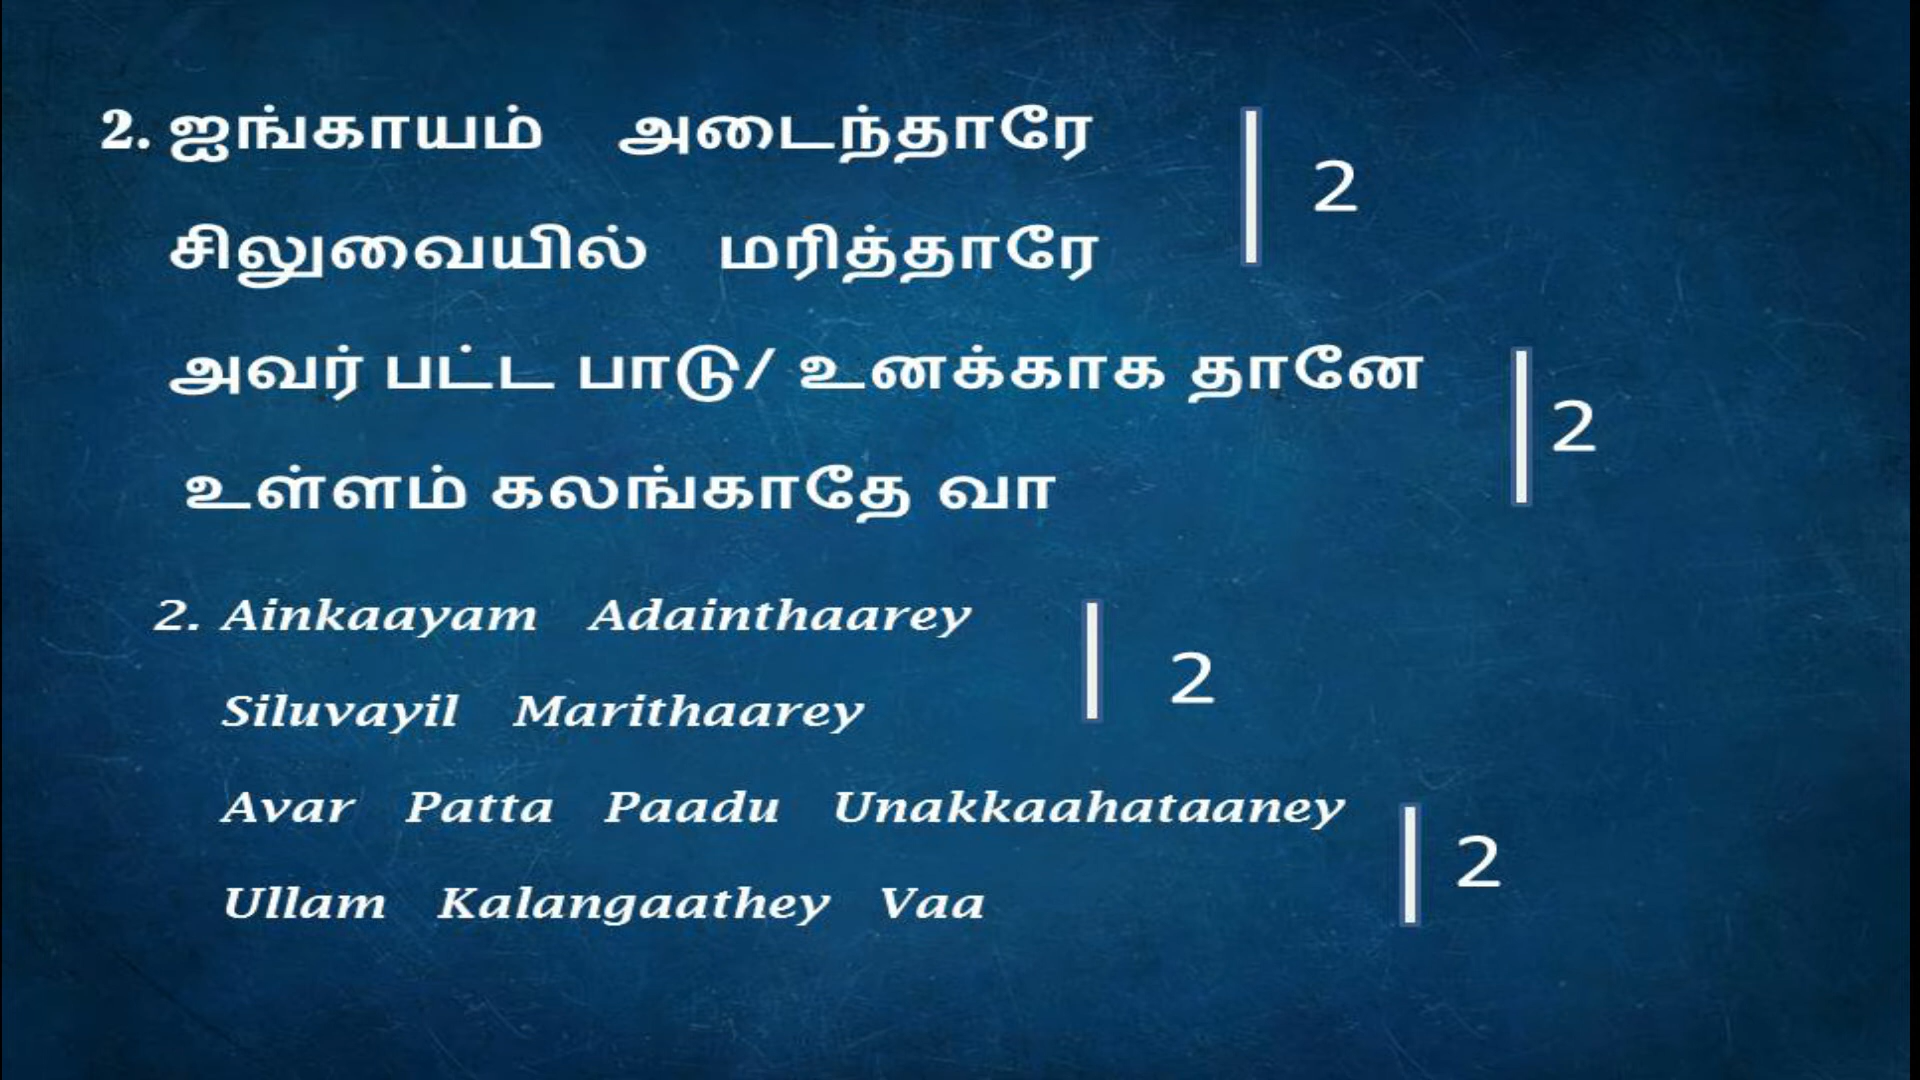 2. ஐங்காயம் அடைந்தாரே
2
சிலுவையில் மரித்தாரே
அவர் பட்ட பாடு/ உனக்காக தானே
2
உள்ளம் கலங்காதே வா
2. Ainkaayam Adainthaarey
2
Siluvayil Marithaarey
Avar Patta Paadu Unakkaahataaney
2
Ullam Kalangaathey Vaa